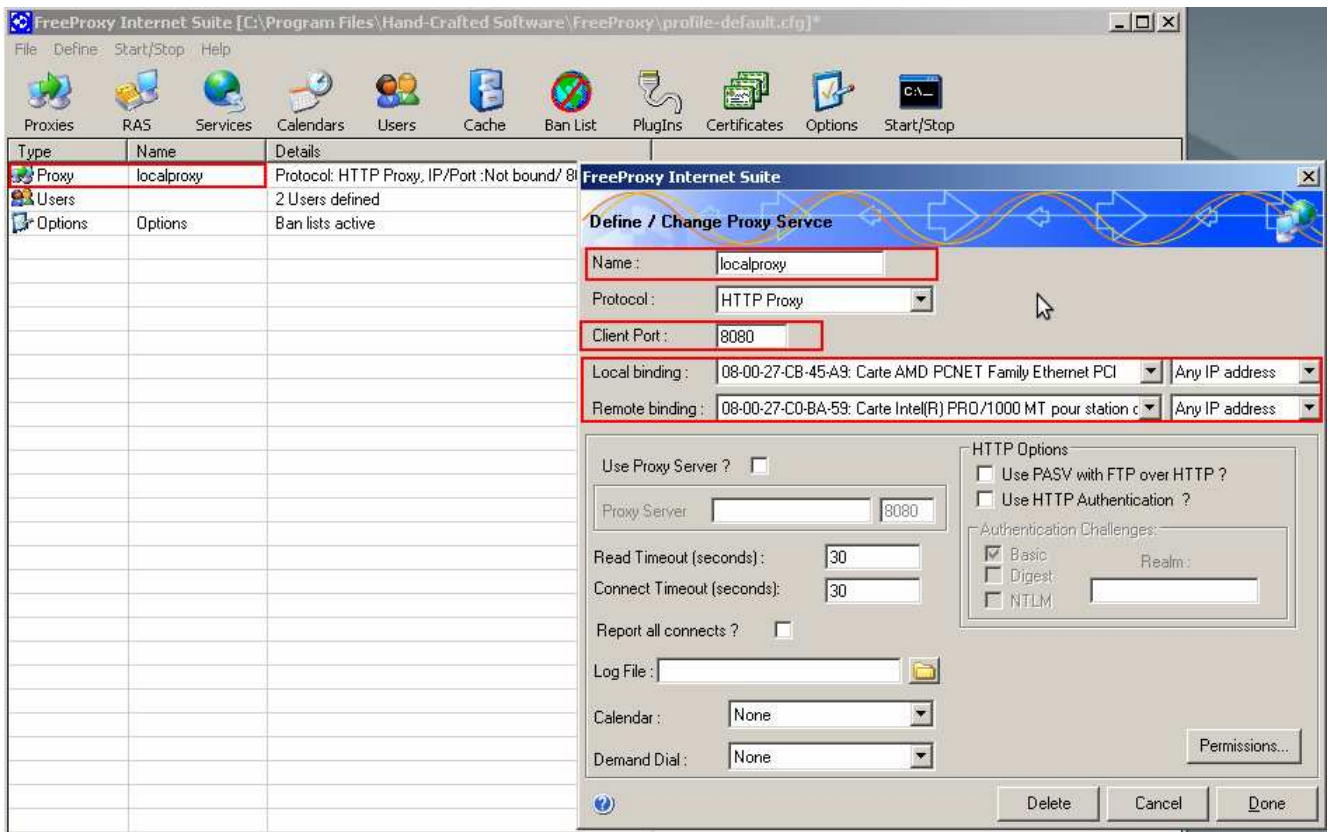 FreeProxy Internet Suite [C:\Program Files\Hand-Crafted Software\FreeProxy\profile-default.cfg]*
File Define Start/Stop Help
Proxies RAS Services Calendars Users Cache Ban List PlugIns Certificates Options Start/Stop
Type Name Details
Proxy localproxy Protocol: HTTP Proxy, IP/Port :Not bound/
Users 2 Users defined
Options Options Ban lists active
FreeProxy Internet Suite
Define / Change Proxy Servce
Name : localproxy
Protocol : HTTP Proxy
Client Port : 8080
Local binding : 08-00-27-CB-45-A9: Carte AMD PCNET Family Ethernet PCI Any IP address
Remote binding : 08-00-27-C0-BA-59: Carte Intel(R) PRO/1000 MT pour station Any IP address
Use Proxy Server ?
Proxy Server 8080
Read Timeout (seconds) : 30
Connect Timeout (seconds): 30
Report all connects ?
Log File :
Calendar : None
Demand Dial : None
HTTP Options
Use PASV with FTP over HTTP ?
Use HTTP Authentication ?
Authentication Challenges:
Basic
Realm :
Digest
NTLM
Permissions...
Delete Cancel Done